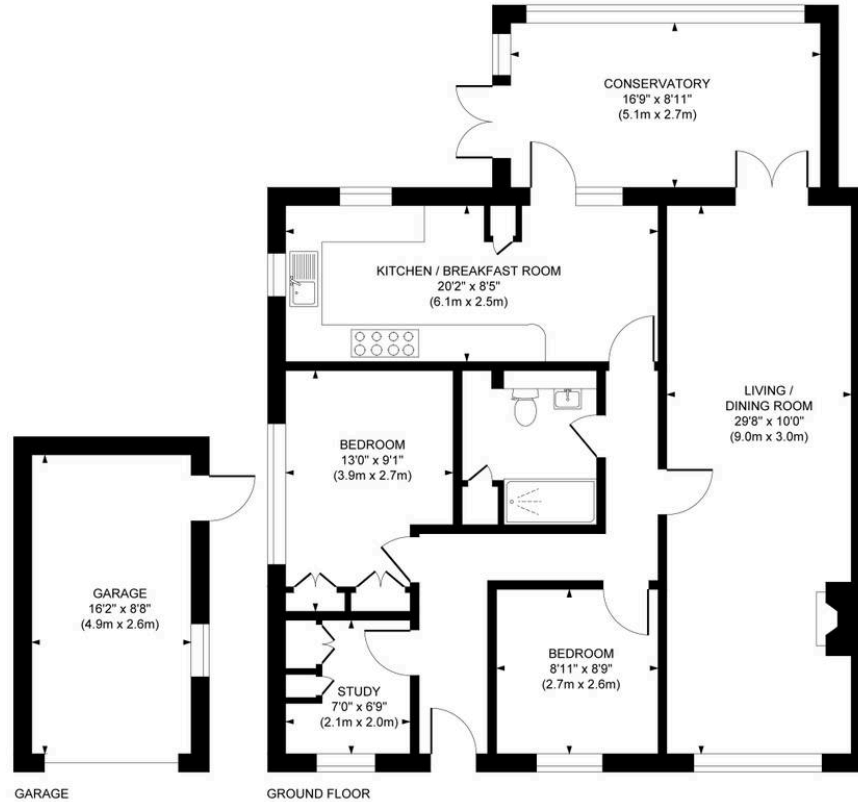 CONSERVATORY
16'9" x 8'11"
(5.1m x 2.7m)
KITCHEN / BREAKFAST ROOM
20'2" x 8'5"
(6.1m x 2.5m)
LIVING /
DINING ROOM
29'8" x 10'0"
(9.0m x 3.0m)
BEDROOM
13'0" x 9'1"
(3.9m x 2.7m)
GARAGE
16'2" x 8'8"
(4.9m x 2.6m)
BEDROOM
8'11" x 8'9"
(2.7m x 2.6m)
STUDY
7'0" x 6'9"
(2.1m x 2.0m)
GARAGE
GROUND FLOOR